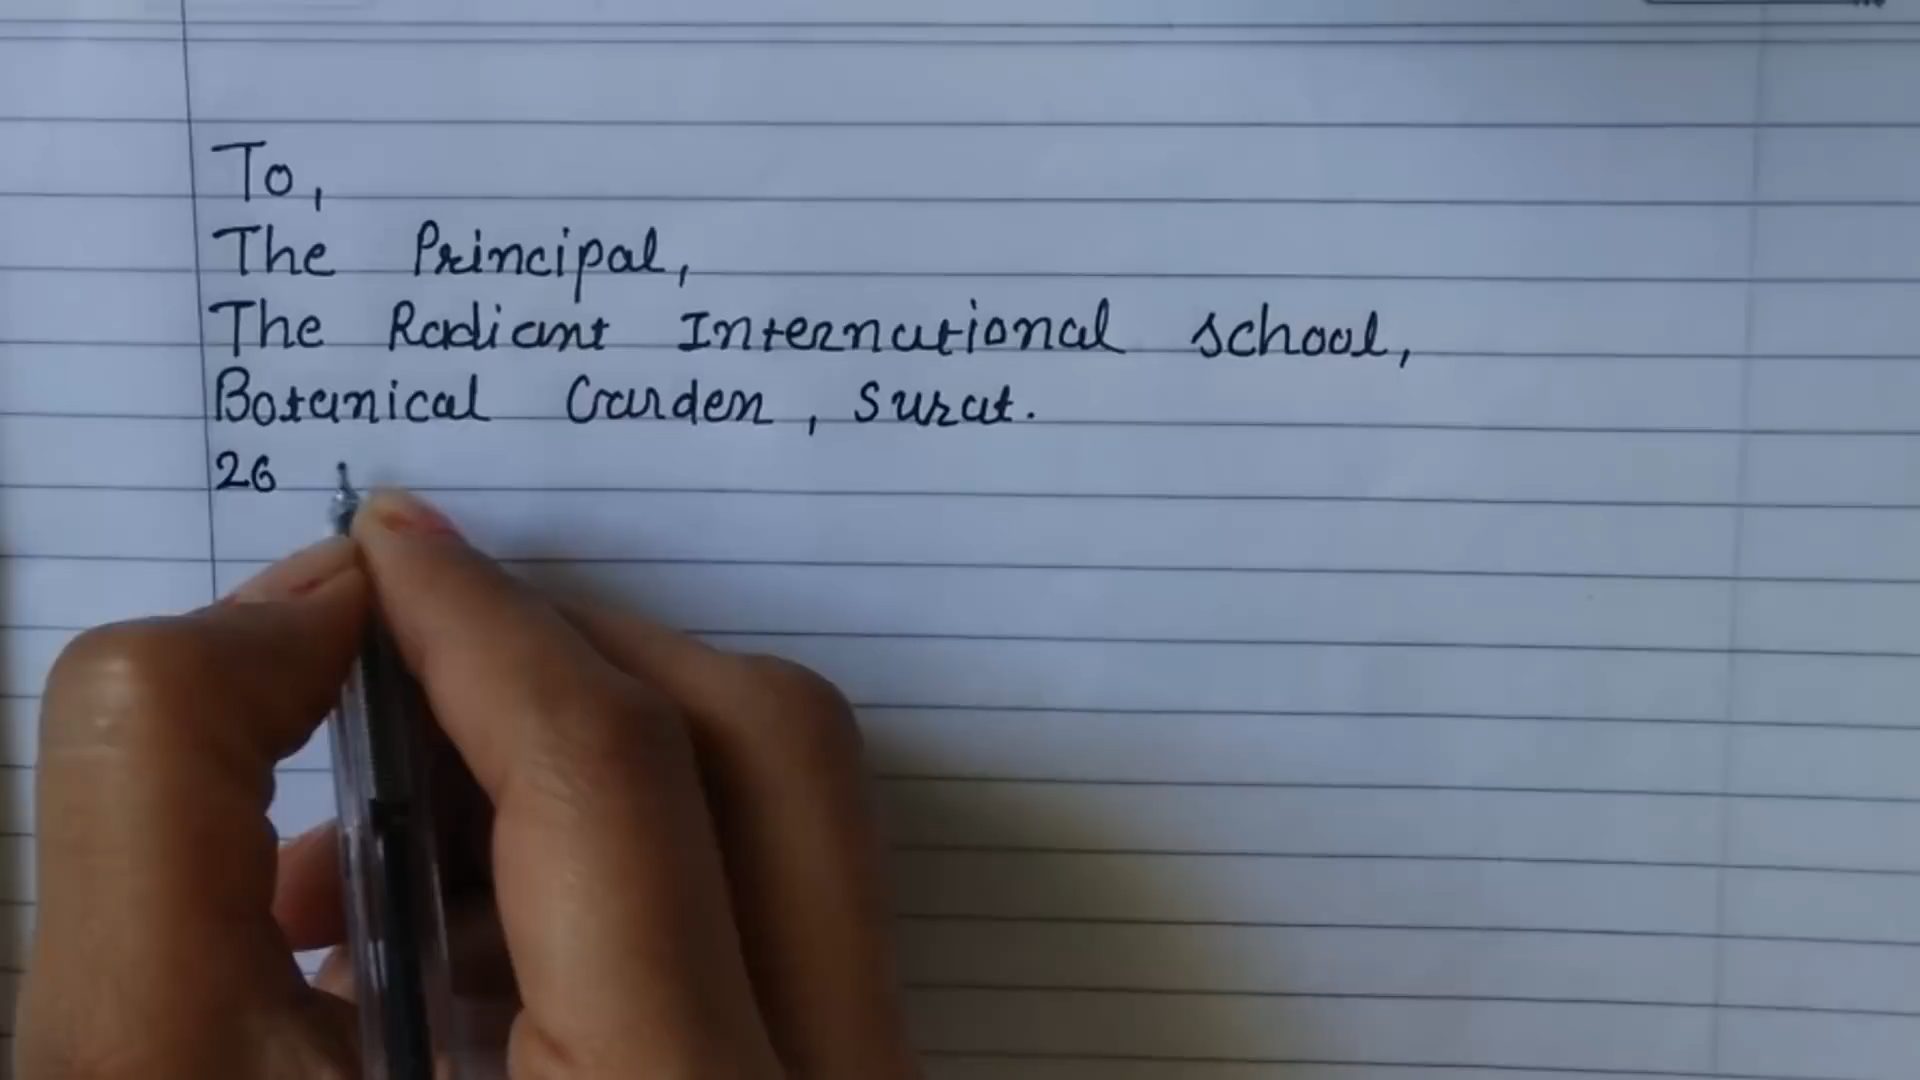 To,
The Principal,
The Radiant International school,
Botanical Garden, Surat.
26